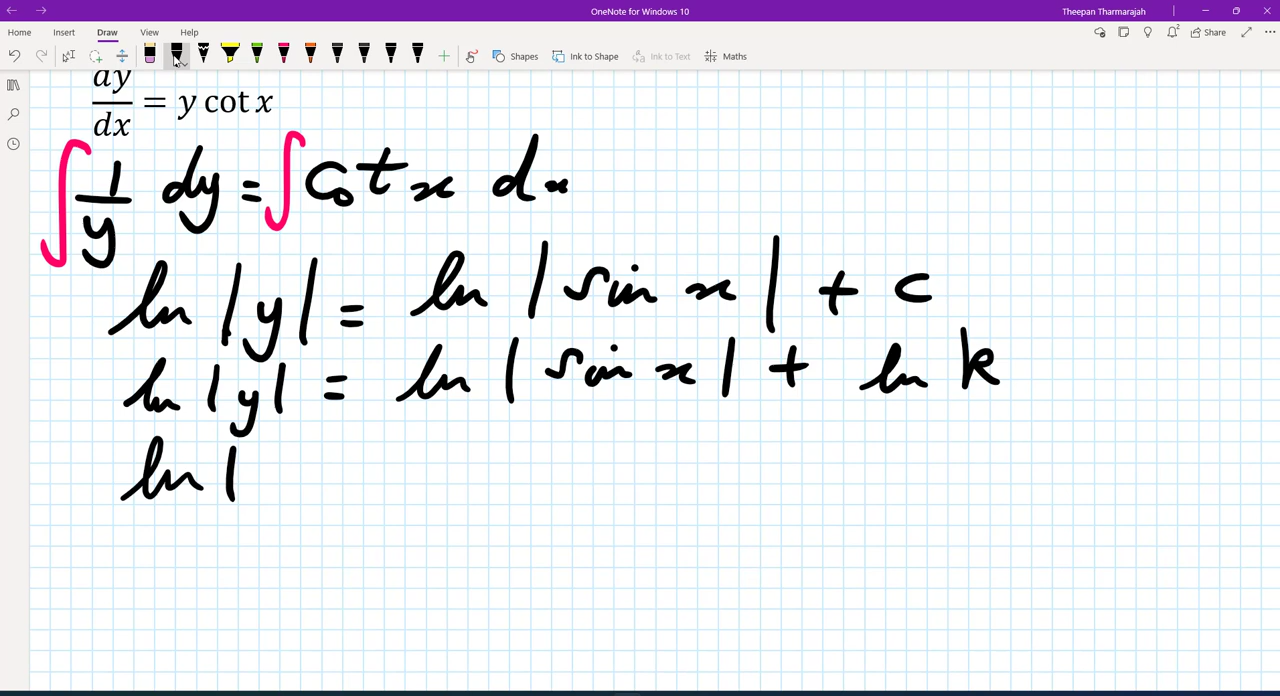 OneNote for Windows 10
Theepan Tharmarajah
Home Insert Draw View Help
2
Share
Shapes Ink to Shape Ink to Text Maths
dy/dx = y cot x
∫ 1/y dy = ∫ cot x dx
ln |y| = ln | sin x | + c
ln |y| = ln | sin x | + ln k
ln |